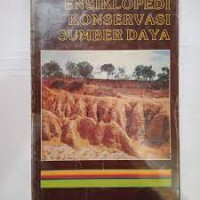 ENSIKLOPEDI
KONSERVASI
SUMBER DAYA